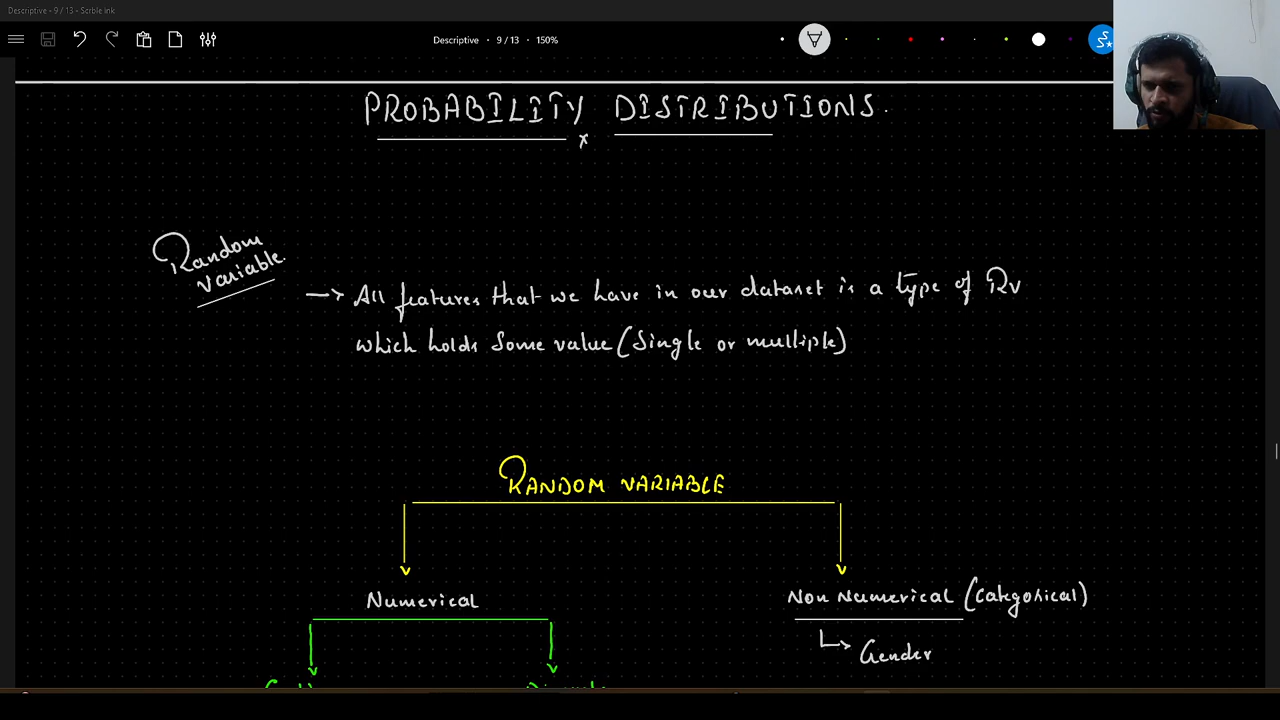 Descriptive - 9 / 13 - Scrble Ink
Descriptive • 9 / 13 • 150%
PROBABILITY DISTRIBUTIONS.
x
Random
Variable.
→ All features that we have in our dataset is a type of Rv
which holds some value (single or multiple)
RANDOM VARIABLE
Numerical
Non Numerical (Categorical)
Gender